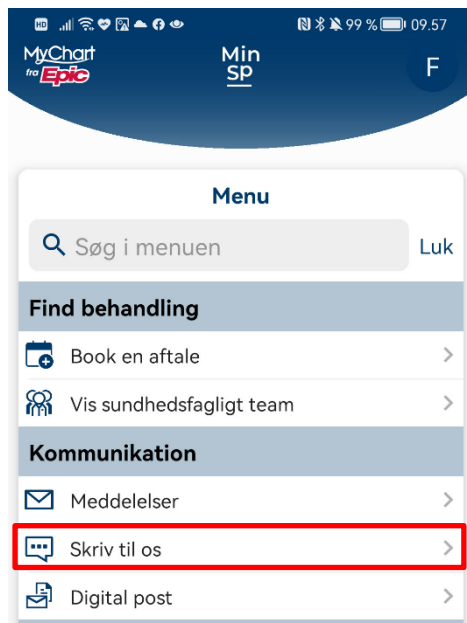 HD 99 % 09.57
MyChart
fra Epic
Min
SP
F
Menu
Søg i menuen Luk
Find behandling
Book en aftale
Vis sundhedsfagligt team
Kommunikation
Meddelelser
Skriv til os
Digital post